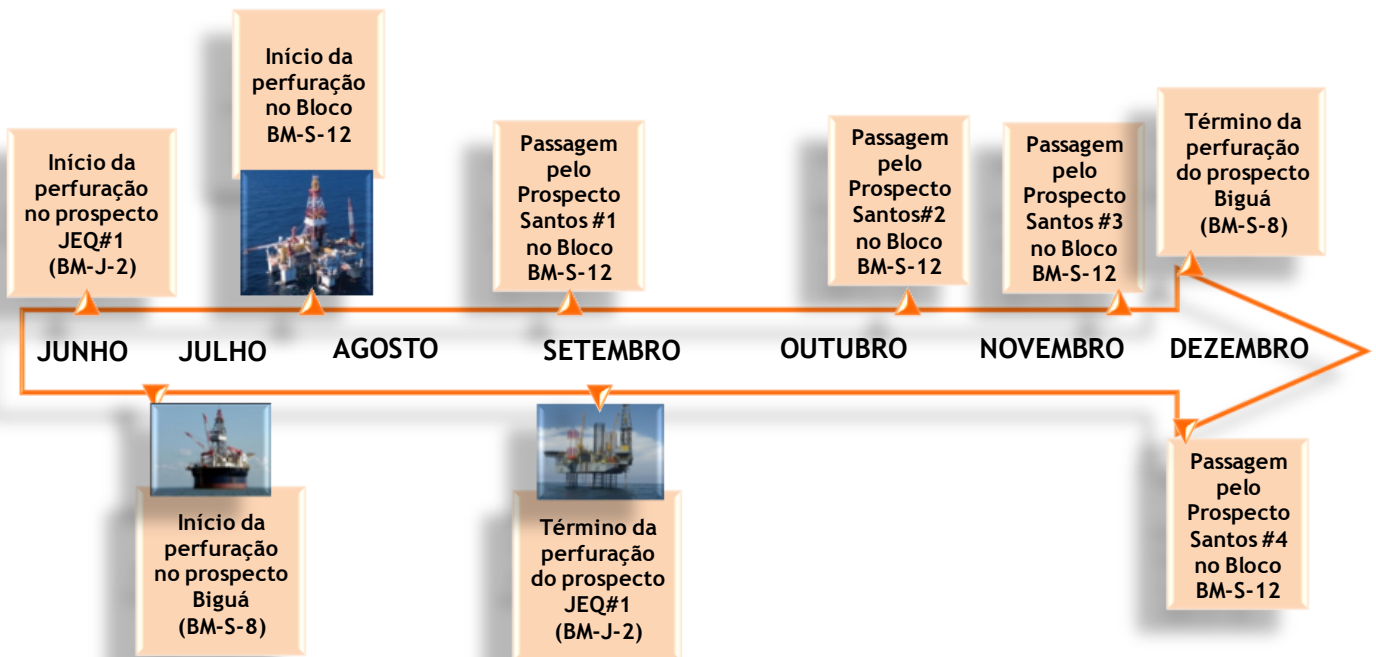 Início da
perfuração
no Bloco
BM-S-12
Início da
perfuração
no prospecto
JEQ#1
(BM-J-2)
Passagem
pelo
Prospecto
Santos #1
no Bloco
BM-S-12
Passagem
pelo
Prospecto
Santos#2
no Bloco
BM-S-12
Passagem
pelo
Prospecto
Santos #3
no Bloco
BM-S-12
Término da
perfuração
do prospecto
Biguá
(BM-S-8)
JUNHO JULHO AGOSTO SETEMBRO OUTUBRO NOVEMBRO DEZEMBRO
Início da
perfuração
no prospecto
Biguá
(BM-S-8)
Término da
perfuração
do prospecto
JEQ#1
(BM-J-2)
Passagem
pelo
Prospecto
Santos #4
no Bloco
BM-S-12